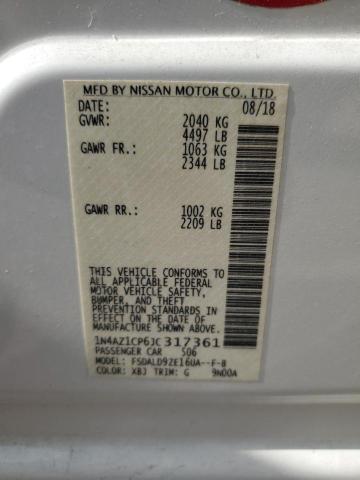 MFD BY NISSAN MOTOR CO., LTD.
DATE: 08/18
GVWR: 2040 KG
4497 LB
GAWR FR.: 1063 KG
2344 LB
GAWR RR.: 1002 KG
2209 LB
THIS VEHICLE CONFORMS TO
ALL APPLICABLE FEDERAL
MOTOR VEHICLE SAFETY,
BUMPER, AND THEFT
PREVENTION STANDARDS
IN EFFECT ON THE DATE OF
MANUFACTURE SHOWN ABOVE.
1N4AZ1CP6JC317361
PASSENGER CAR 506
MODEL: FSDALD9ZE16UA--F-B
COLOR: XBJ TRIM: G 9N00A